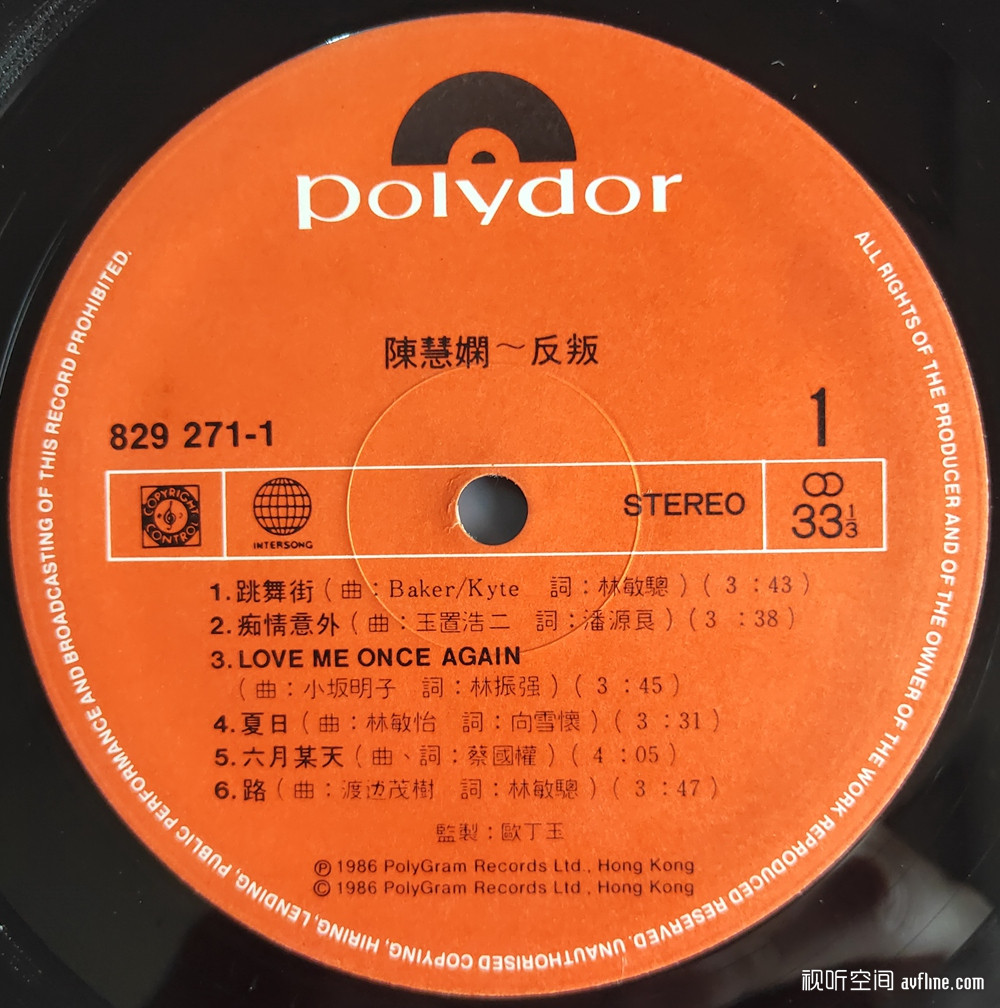 polydor
陳慧嫻～反叛
829 271-1
1
COPYRIGHT CONTROL
INTERSONG
STEREO
33⅓
1.跳舞街(曲:Baker/Kyte 詞:林敏驄)(3:43)
2.痴情意外(曲:玉置浩二 詞:潘源良)(3:38)
3.LOVE ME ONCE AGAIN
(曲:小坂明子 詞:林振强)(3:45)
4.夏日(曲:林敏怡 詞:向雪懷)(3:31)
5.六月某天(曲、詞:蔡國權)(4:05)
6.路(曲:渡边茂樹 詞:林敏驄)(3:47)
監製:歐丁玉
Ⓟ 1986 PolyGram Records Ltd., Hong Kong
© 1986 PolyGram Records Ltd., Hong Kong
ALL RIGHTS OF THE PRODUCER AND OF THE OWNER OF THE WORK REPRODUCED RESERVED. UNAUTHORISED COPYING, HIRING, LENDING, PUBLIC PERFORMANCE AND BROADCASTING OF THIS RECORD PROHIBITED.
视听空间 avfline.com